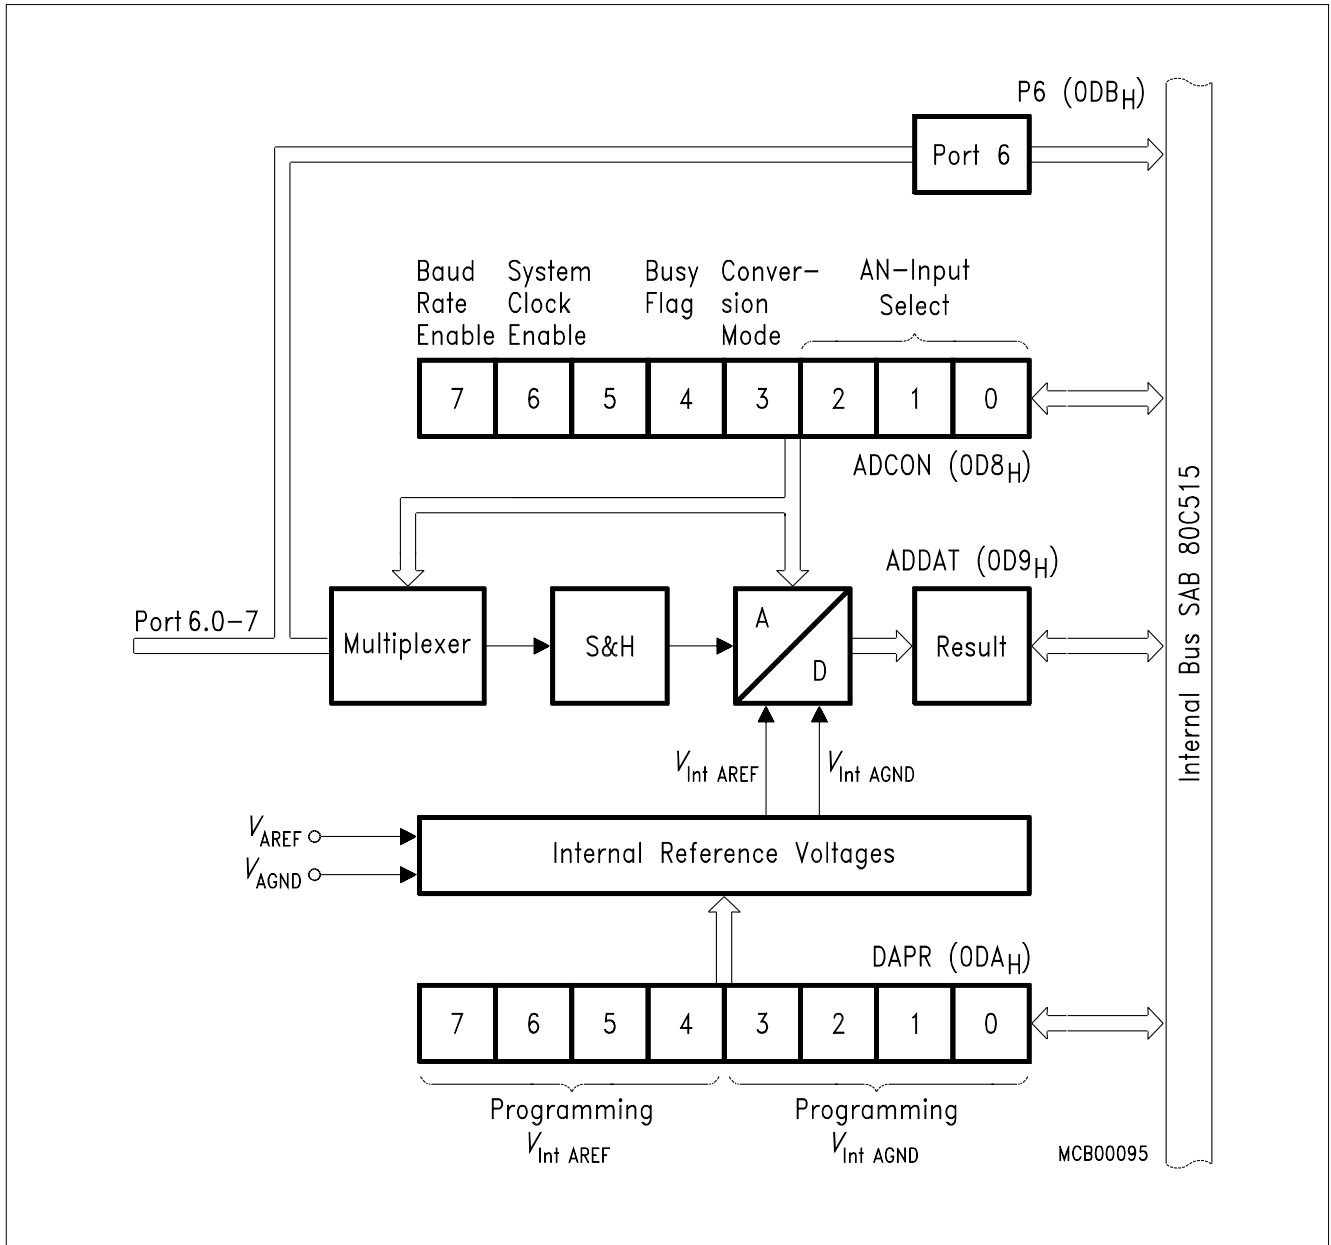 P6 (0DBH)
Port 6
Baud Rate Enable
System Clock Enable
Busy Flag
Conver-
sion
Mode
AN-Input
Select
7 6 5 4 3 2 1 0
ADCON (0D8H)
ADDAT (0D9H)
Port 6.0-7
Multiplexer
S&H
A
D
Result
Internal Bus SAB 80C515
VInt AREF
VInt AGND
VAREF
VAGND
Internal Reference Voltages
DAPR (0DAH)
7 6 5 4 3 2 1 0
Programming
VInt AREF
Programming
VInt AGND
MCB00095